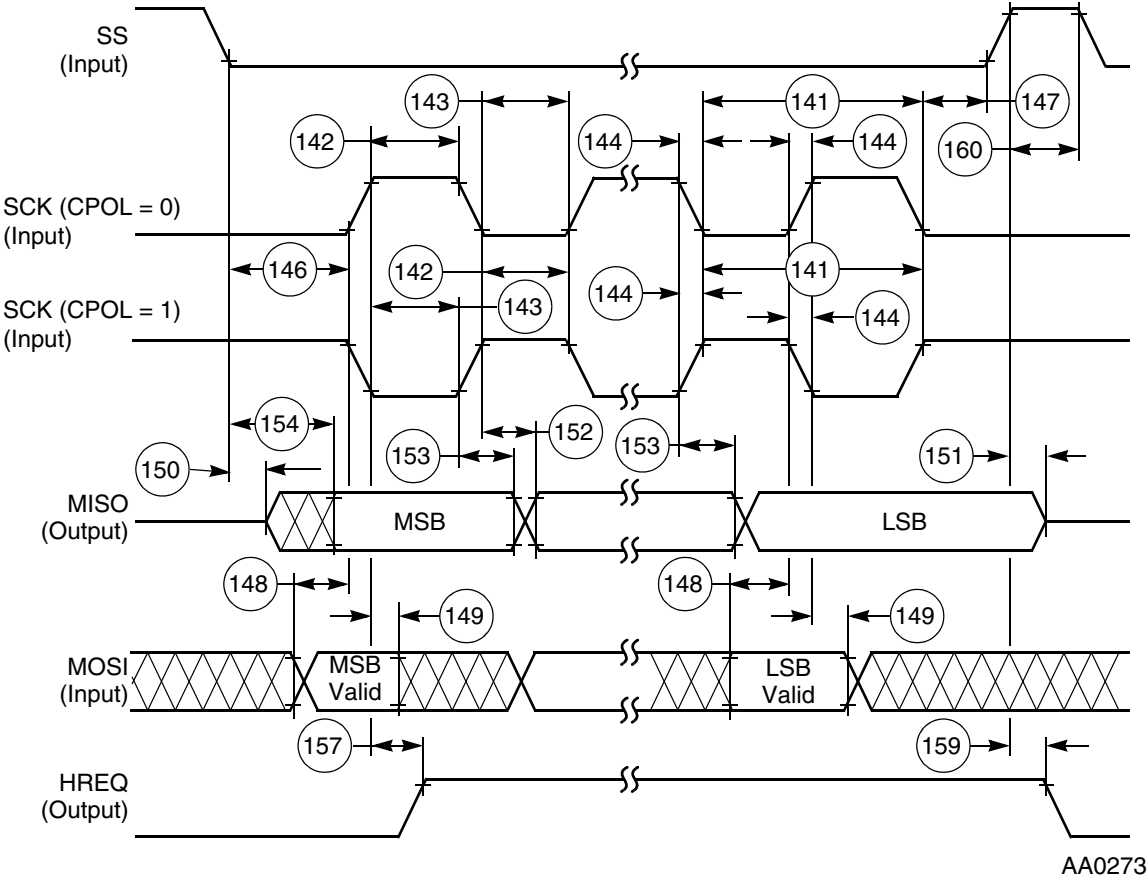 SS
(Input)
143
141
147
142
144
144
160
SCK (CPOL = 0)
(Input)
146
142
141
144
143
SCK (CPOL = 1)
(Input)
144
154
152
153
153
150
151
MISO
(Output)
MSB
LSB
148
148
149
149
MOSI
(Input)
MSB
Valid
LSB
Valid
157
159
HREQ
(Output)
AA0273